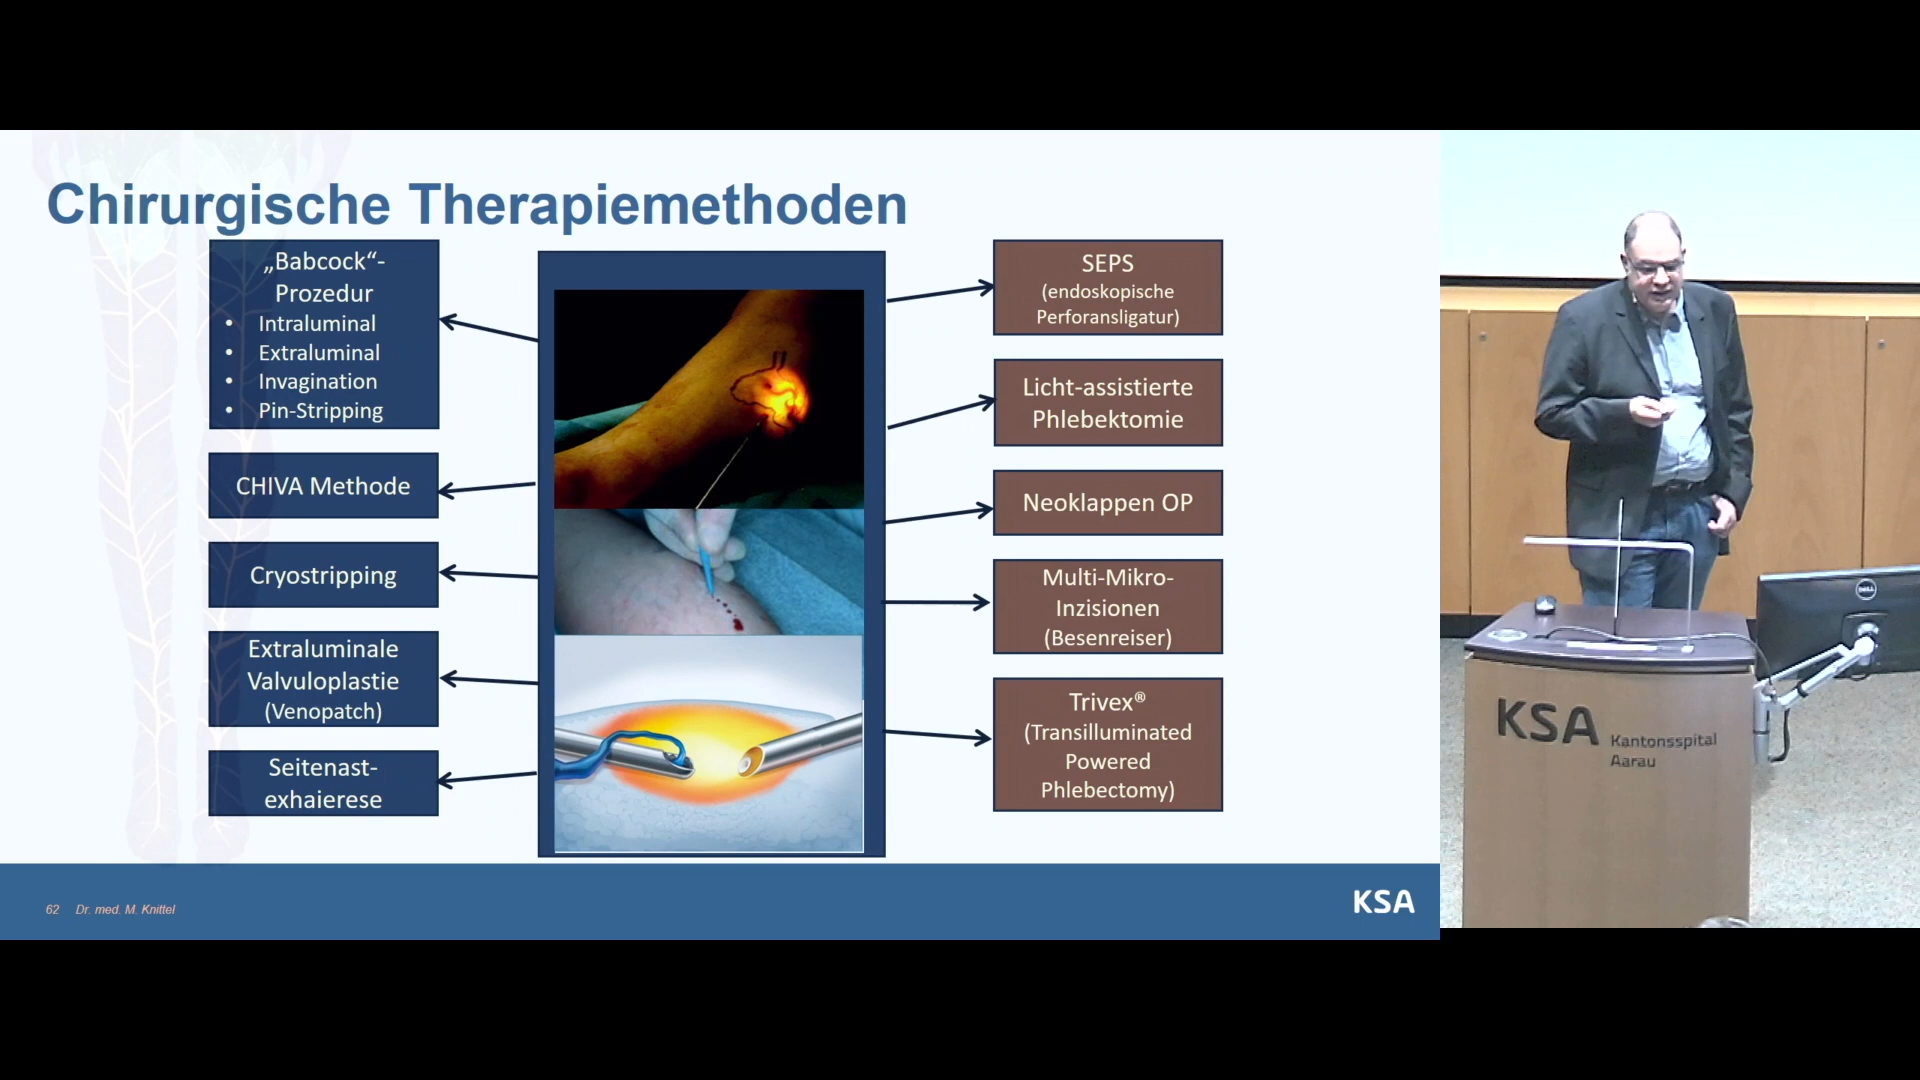 Chirurgische Therapiemethoden
„Babcock“-
Prozedur
• Intraluminal
• Extraluminal
• Invagination
• Pin-Stripping
CHIVA Methode
Cryostripping
Extraluminale
Valvuloplastie
(Venopatch)
Seitenast-
exhaierese
SEPS
(endoskopische
Perforansligatur)
Licht-assistierte
Phlebektomie
Neoklappen OP
Multi-Mikro-
Inzisionen
(Besenreiser)
Trivex®
(Transilluminated
Powered
Phlebectomy)
62 Dr. med. M. Knittel
KSA
DELL
KSA Kantonsspital
Aarau